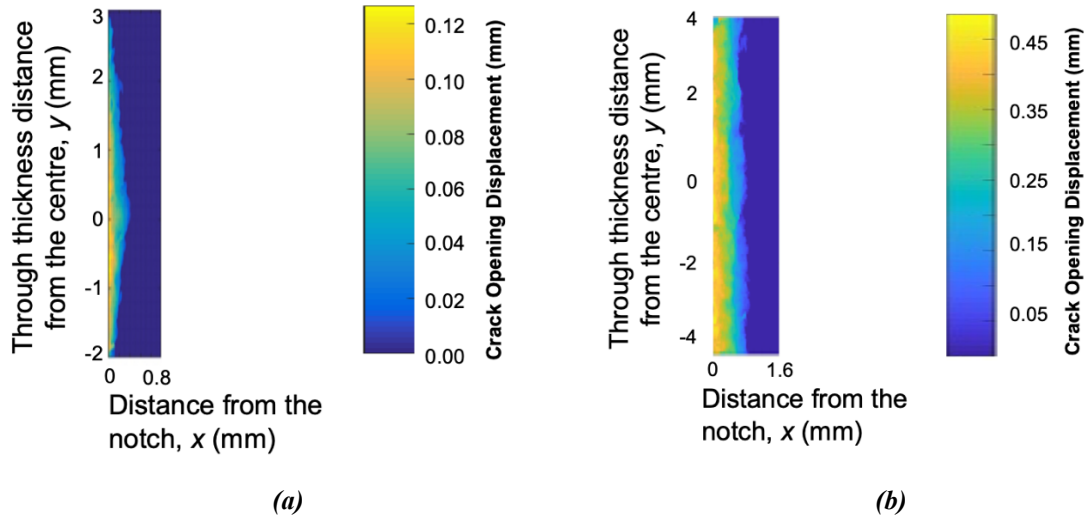 3
2
1
0
-1
-2
Through thickness distance
from the centre, y (mm)
0 0.8
Distance from the
notch, x (mm)
0.12
0.10
0.08
0.06
0.04
0.02
0.00
Crack Opening Displacement (mm)
(a)
4
2
0
-2
-4
Through thickness distance
from the centre, y (mm)
0 1.6
Distance from the
notch, x (mm)
0.45
0.35
0.25
0.15
0.05
Crack Opening Displacement (mm)
(b)